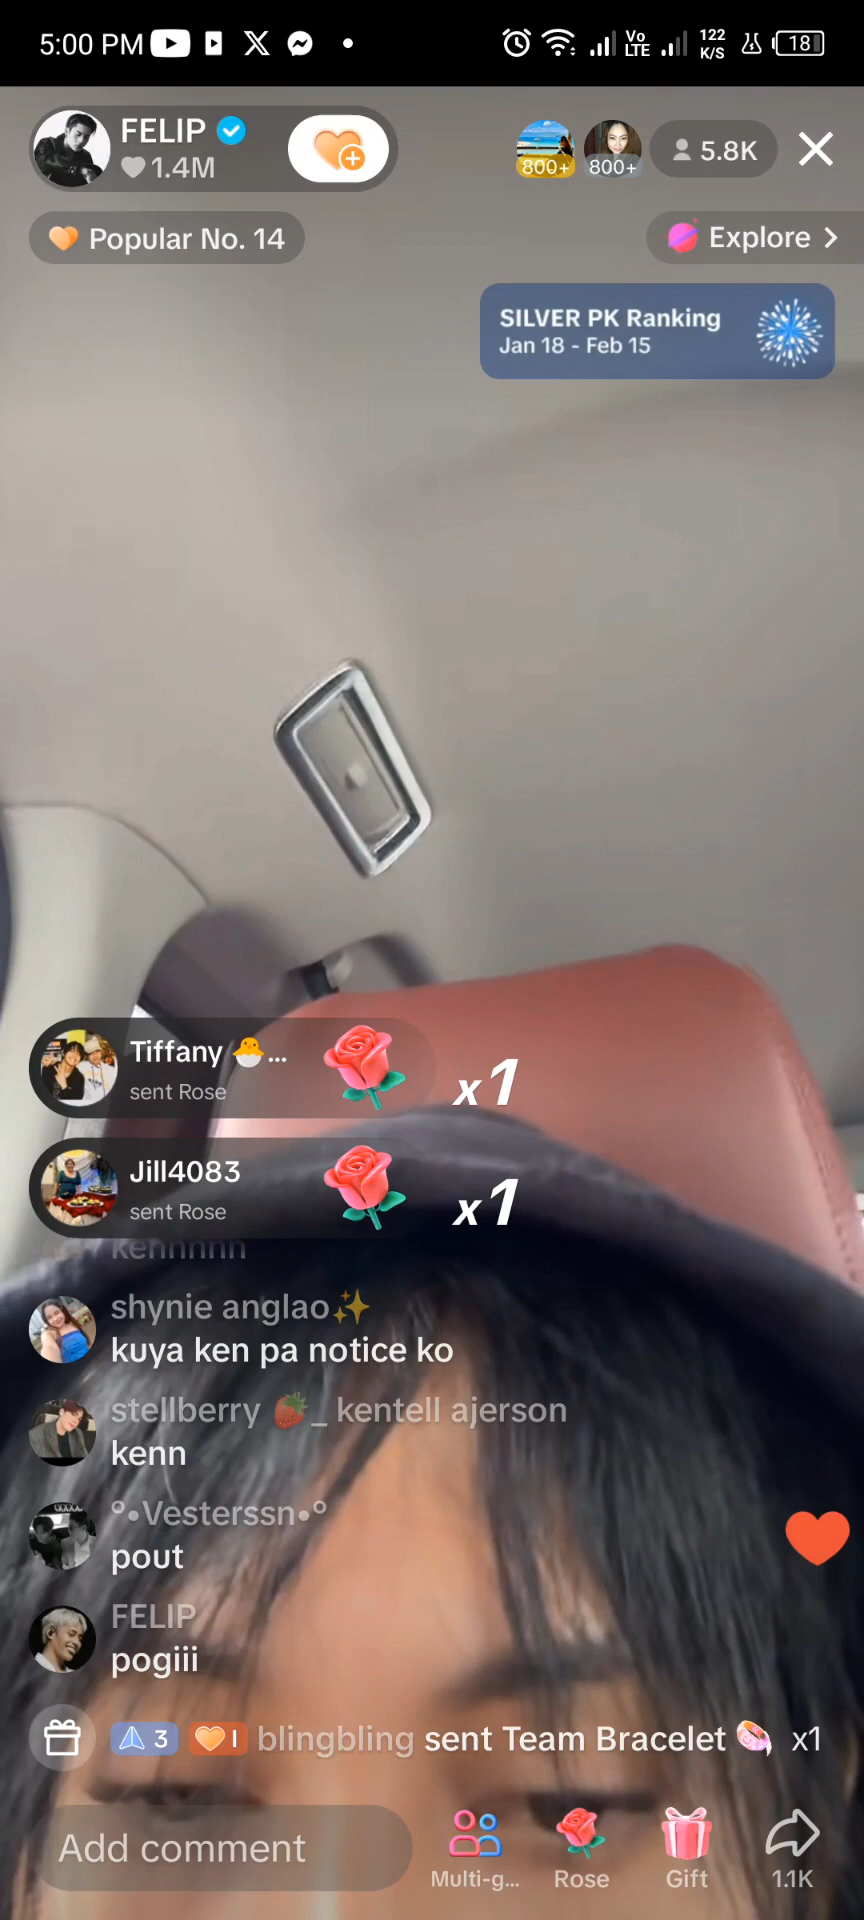 5:00 PM
Vo
LTE
122
K/S
18
FELIP
1.4M
800+
800+
5.8K
Popular No. 14
Explore
SILVER PK Ranking
Jan 18 - Feb 15
Tiffany 🐣...
sent Rose
x1
Jill4083
sent Rose
x1
kennnnn
shynie anglao✨
kuya ken pa notice ko
stellberry 🍓_ kentell ajerson
kenn
°•Vesterssn•°
pout
FELIP
pogiii
3 I blingbling sent Team Bracelet x1
Add comment
Multi-g...
Rose
Gift
1.1K